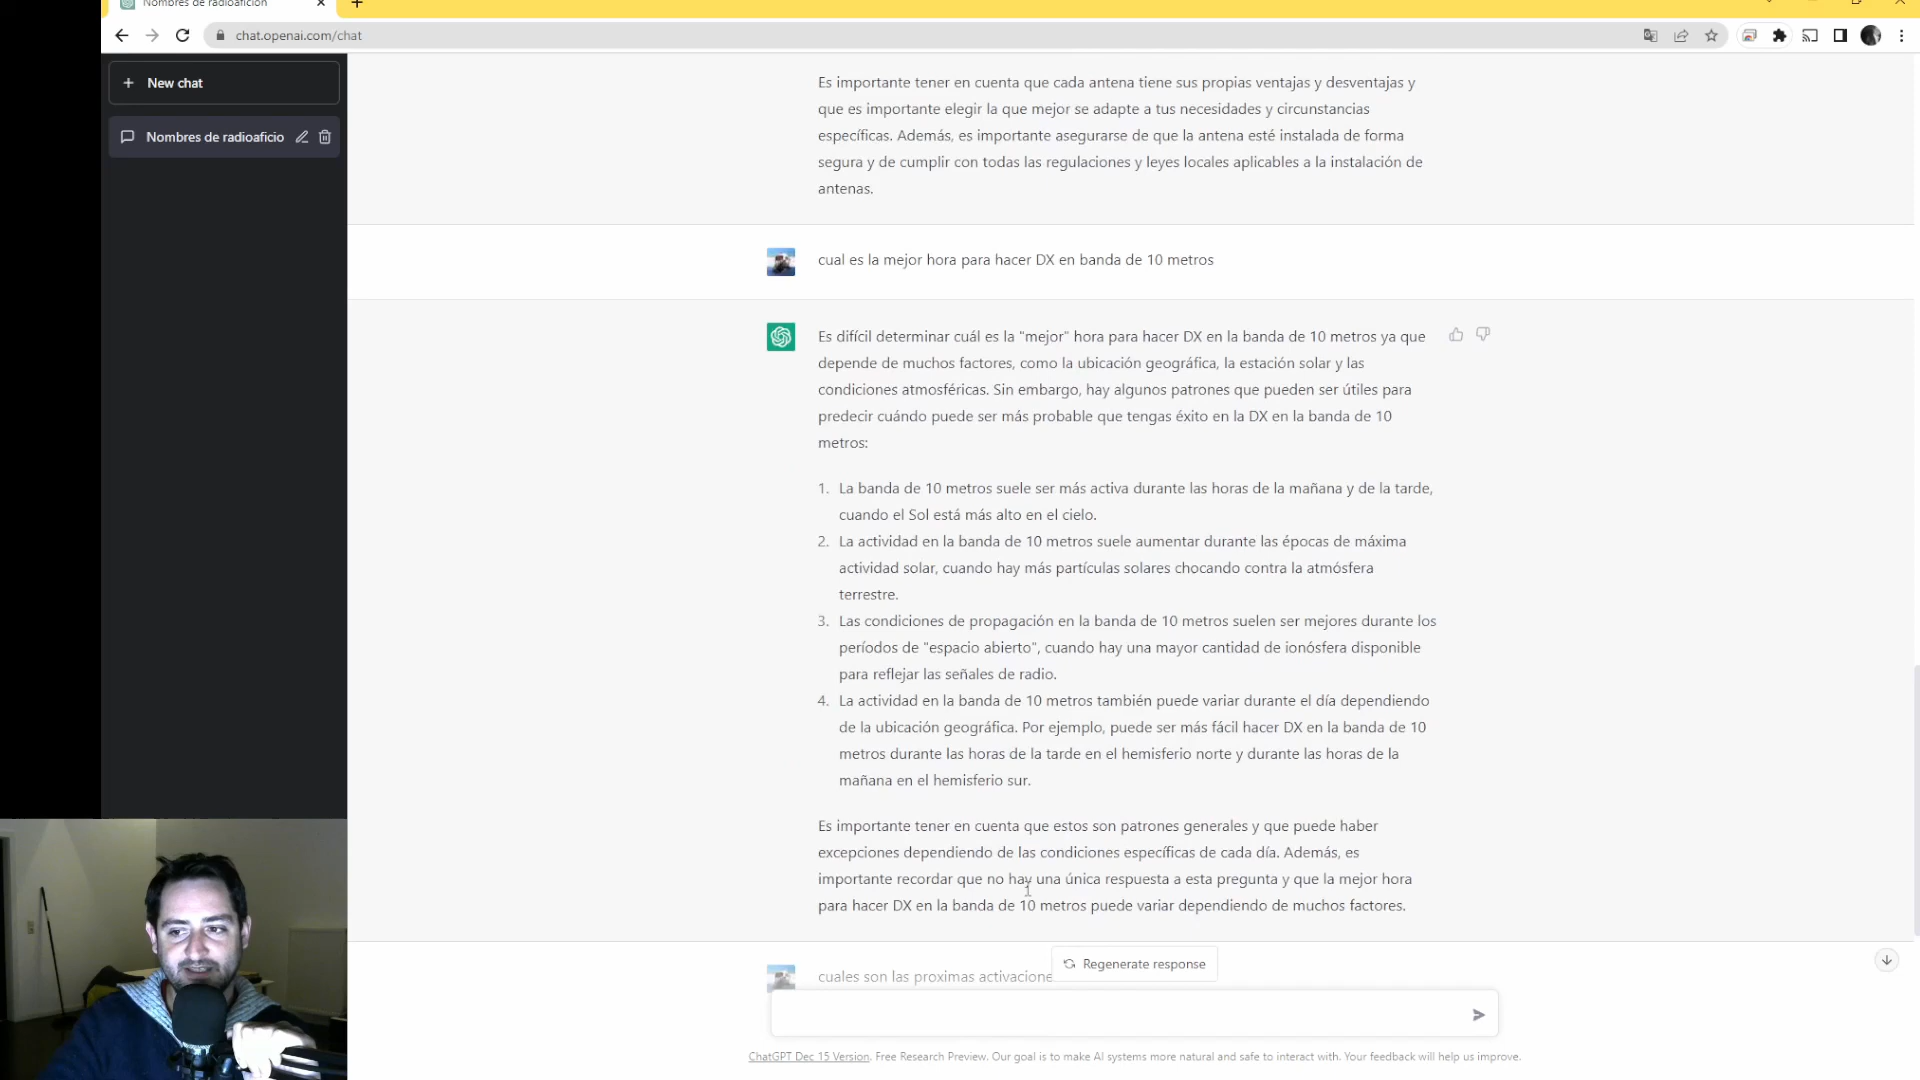 Nombres de radioafición
chat.openai.com/chat
New chat
Nombres de radioaficio
Es importante tener en cuenta que cada antena tiene sus propias ventajas y desventajas y
que es importante elegir la que mejor se adapte a tus necesidades y circunstancias
específicas. Además, es importante asegurarse de que la antena esté instalada de forma
segura y de cumplir con todas las regulaciones y leyes locales aplicables a la instalación de
antenas.
cual es la mejor hora para hacer DX en banda de 10 metros
Es difícil determinar cuál es la "mejor" hora para hacer DX en la banda de 10 metros ya que
depende de muchos factores, como la ubicación geográfica, la estación solar y las
condiciones atmosféricas. Sin embargo, hay algunos patrones que pueden ser útiles para
predecir cuándo puede ser más probable que tengas éxito en la DX en la banda de 10
metros:
1. La banda de 10 metros suele ser más activa durante las horas de la mañana y de la tarde,
cuando el Sol está más alto en el cielo.
2. La actividad en la banda de 10 metros suele aumentar durante las épocas de máxima
actividad solar, cuando hay más partículas solares chocando contra la atmósfera
terrestre.
3. Las condiciones de propagación en la banda de 10 metros suelen ser mejores durante los
períodos de "espacio abierto", cuando hay una mayor cantidad de ionósfera disponible
para reflejar las señales de radio.
4. La actividad en la banda de 10 metros también puede variar durante el día dependiendo
de la ubicación geográfica. Por ejemplo, puede ser más fácil hacer DX en la banda de 10
metros durante las horas de la tarde en el hemisferio norte y durante las horas de la
mañana en el hemisferio sur.
Es importante tener en cuenta que estos son patrones generales y que puede haber
excepciones dependiendo de las condiciones específicas de cada día. Además, es
importante recordar que no hay una única respuesta a esta pregunta y que la mejor hora
para hacer DX en la banda de 10 metros puede variar dependiendo de muchos factores.
cuales son las proximas activacione
Regenerate response
ChatGPT Dec 15 Version. Free Research Preview. Our goal is to make AI systems more natural and safe to interact with. Your feedback will help us improve.